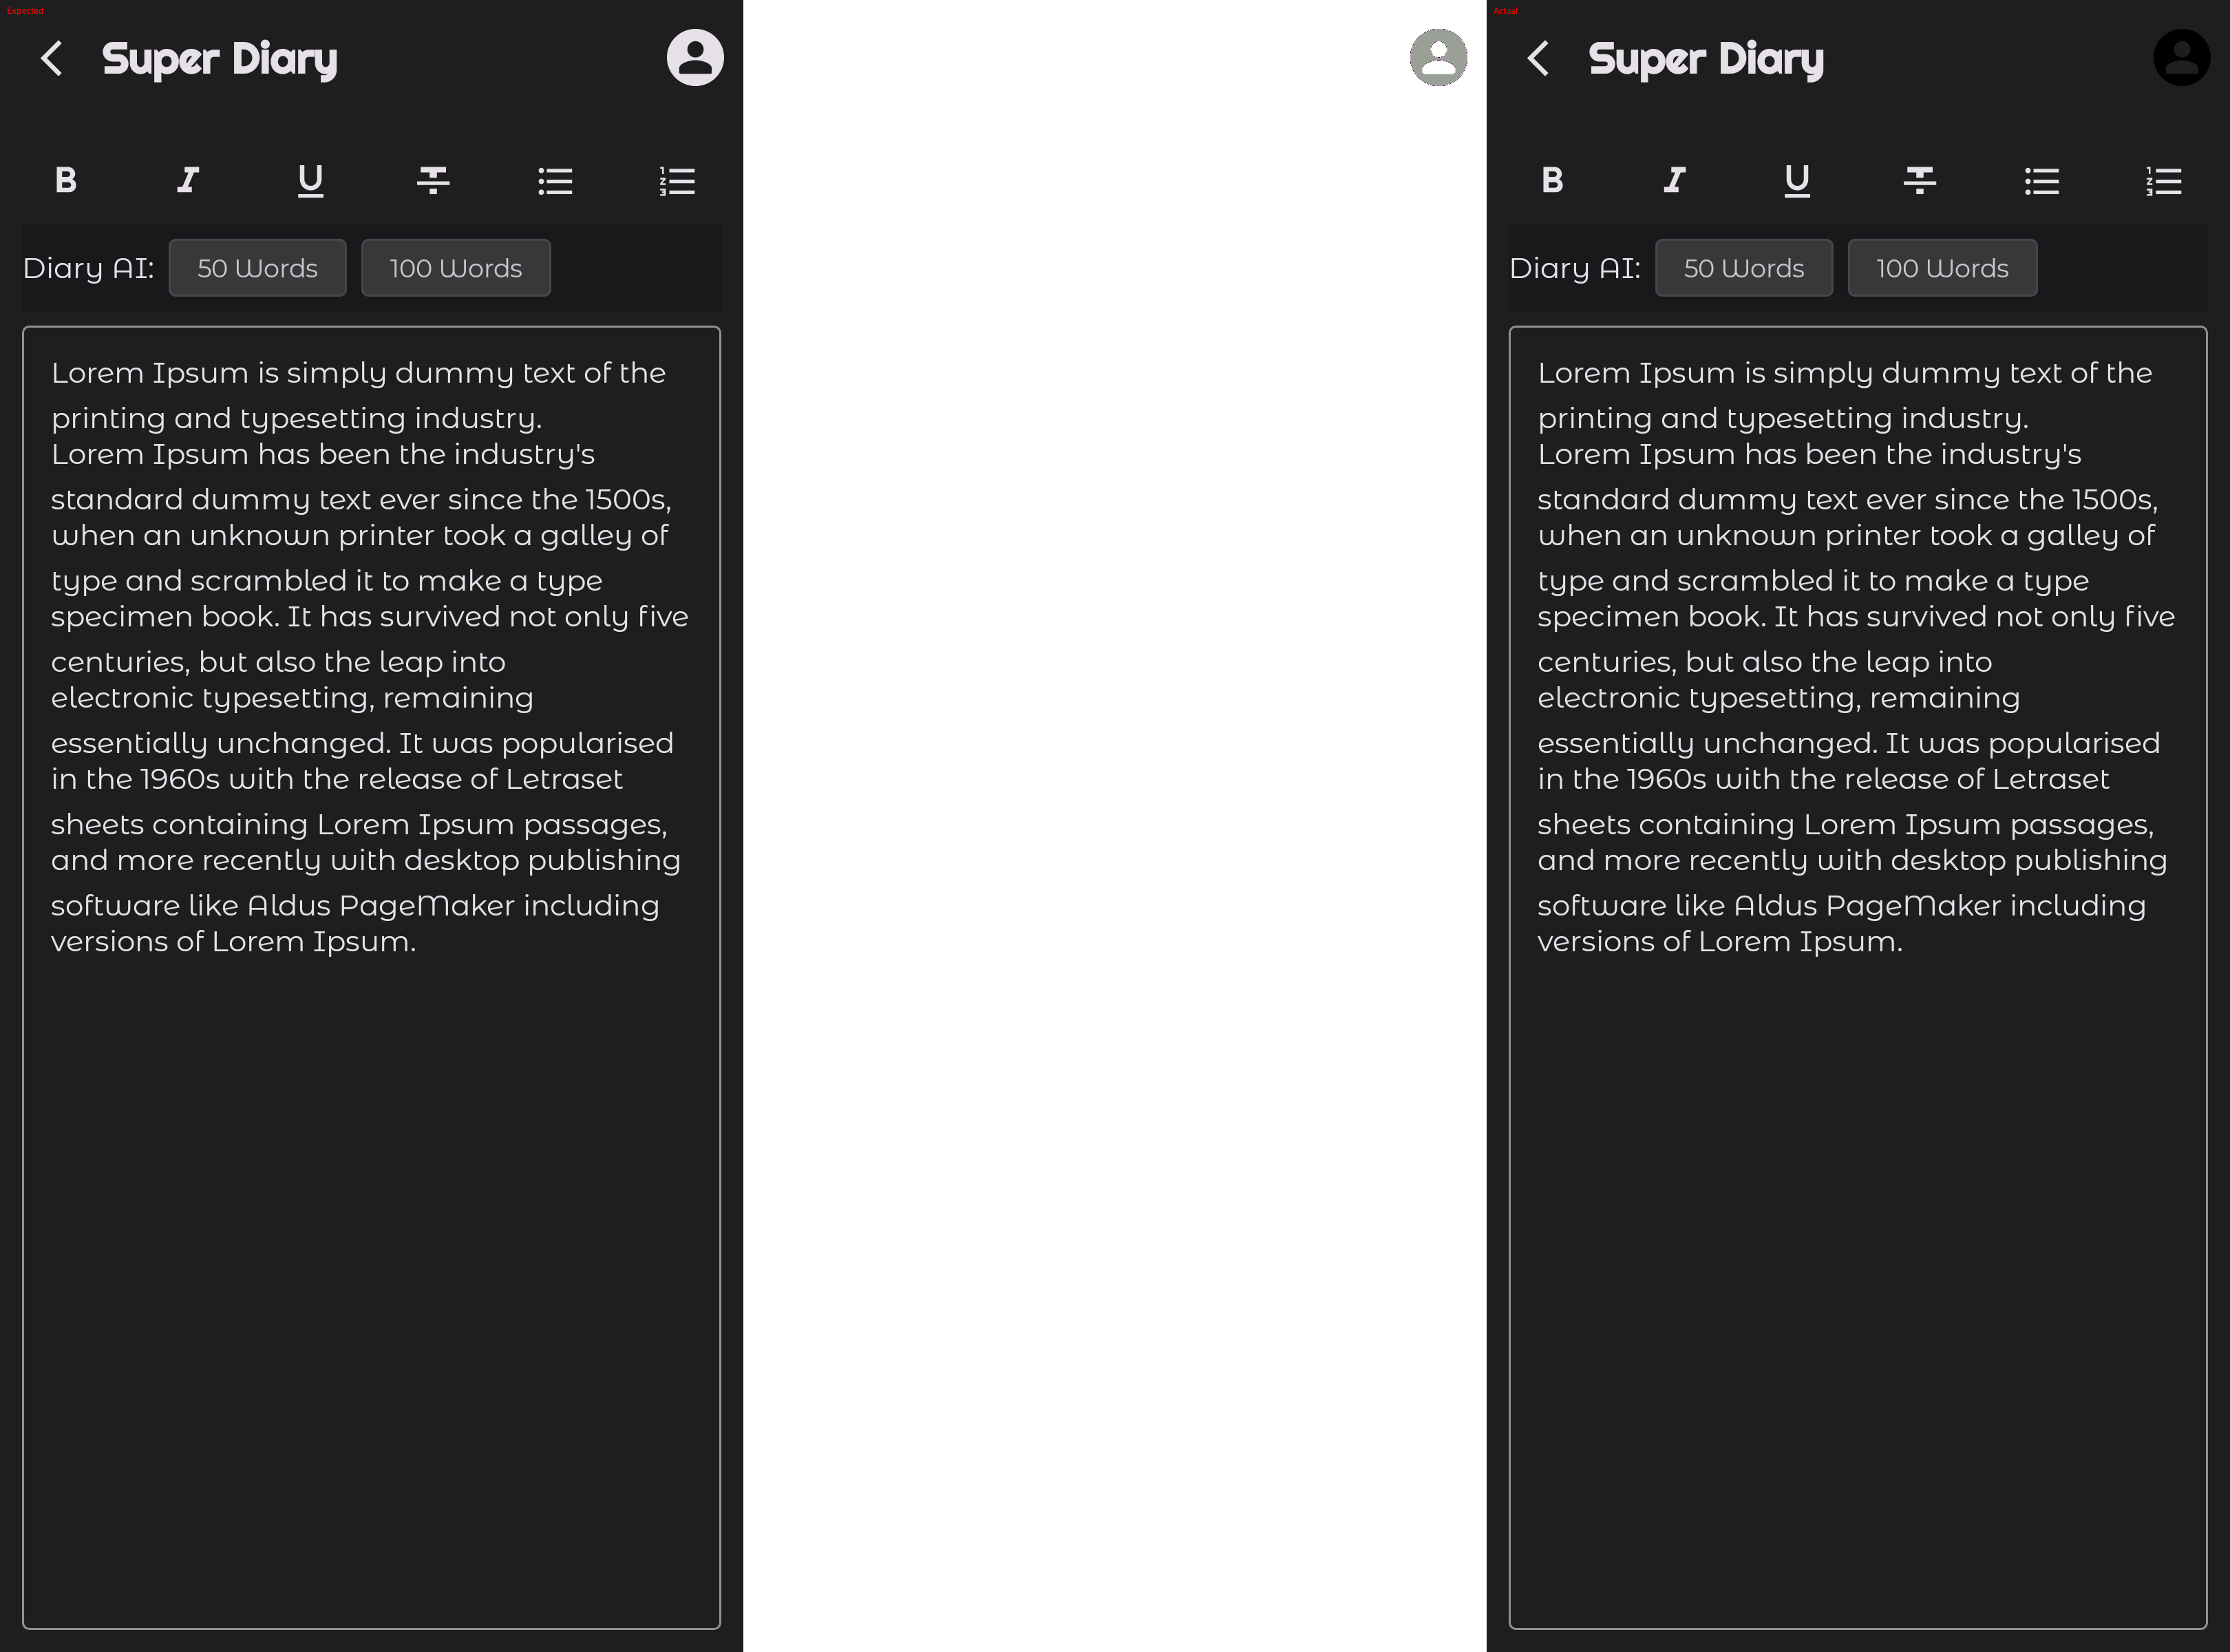 Expected
Super Diary
B I U T
Diary AI: 50 Words 100 Words
Lorem Ipsum is simply dummy text of the
printing and typesetting industry.
Lorem Ipsum has been the industry's
standard dummy text ever since the 1500s,
when an unknown printer took a galley of
type and scrambled it to make a type
specimen book. It has survived not only five
centuries, but also the leap into
electronic typesetting, remaining
essentially unchanged. It was popularised
in the 1960s with the release of Letraset
sheets containing Lorem Ipsum passages,
and more recently with desktop publishing
software like Aldus PageMaker including
versions of Lorem Ipsum.
Actual
Super Diary
B I U T
Diary AI: 50 Words 100 Words
Lorem Ipsum is simply dummy text of the
printing and typesetting industry.
Lorem Ipsum has been the industry's
standard dummy text ever since the 1500s,
when an unknown printer took a galley of
type and scrambled it to make a type
specimen book. It has survived not only five
centuries, but also the leap into
electronic typesetting, remaining
essentially unchanged. It was popularised
in the 1960s with the release of Letraset
sheets containing Lorem Ipsum passages,
and more recently with desktop publishing
software like Aldus PageMaker including
versions of Lorem Ipsum.